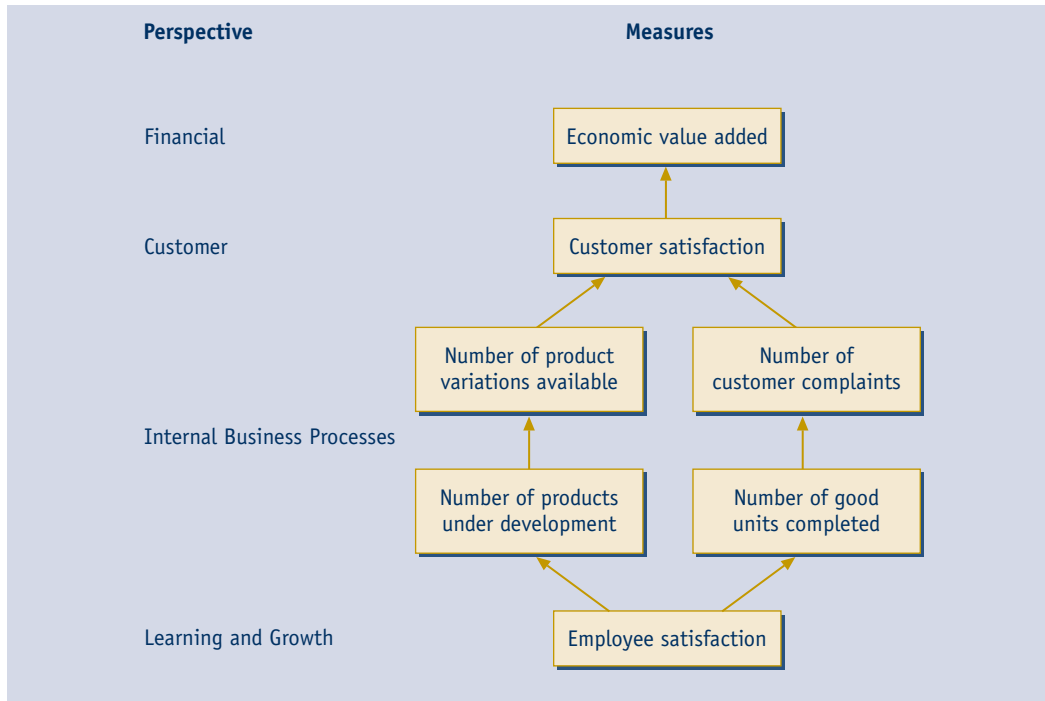 Perspective
Measures
Financial
Economic value added
Customer
Customer satisfaction
Number of product
variations available
Number of
customer complaints
Internal Business Processes
Number of products
under development
Number of good
units completed
Learning and Growth
Employee satisfaction